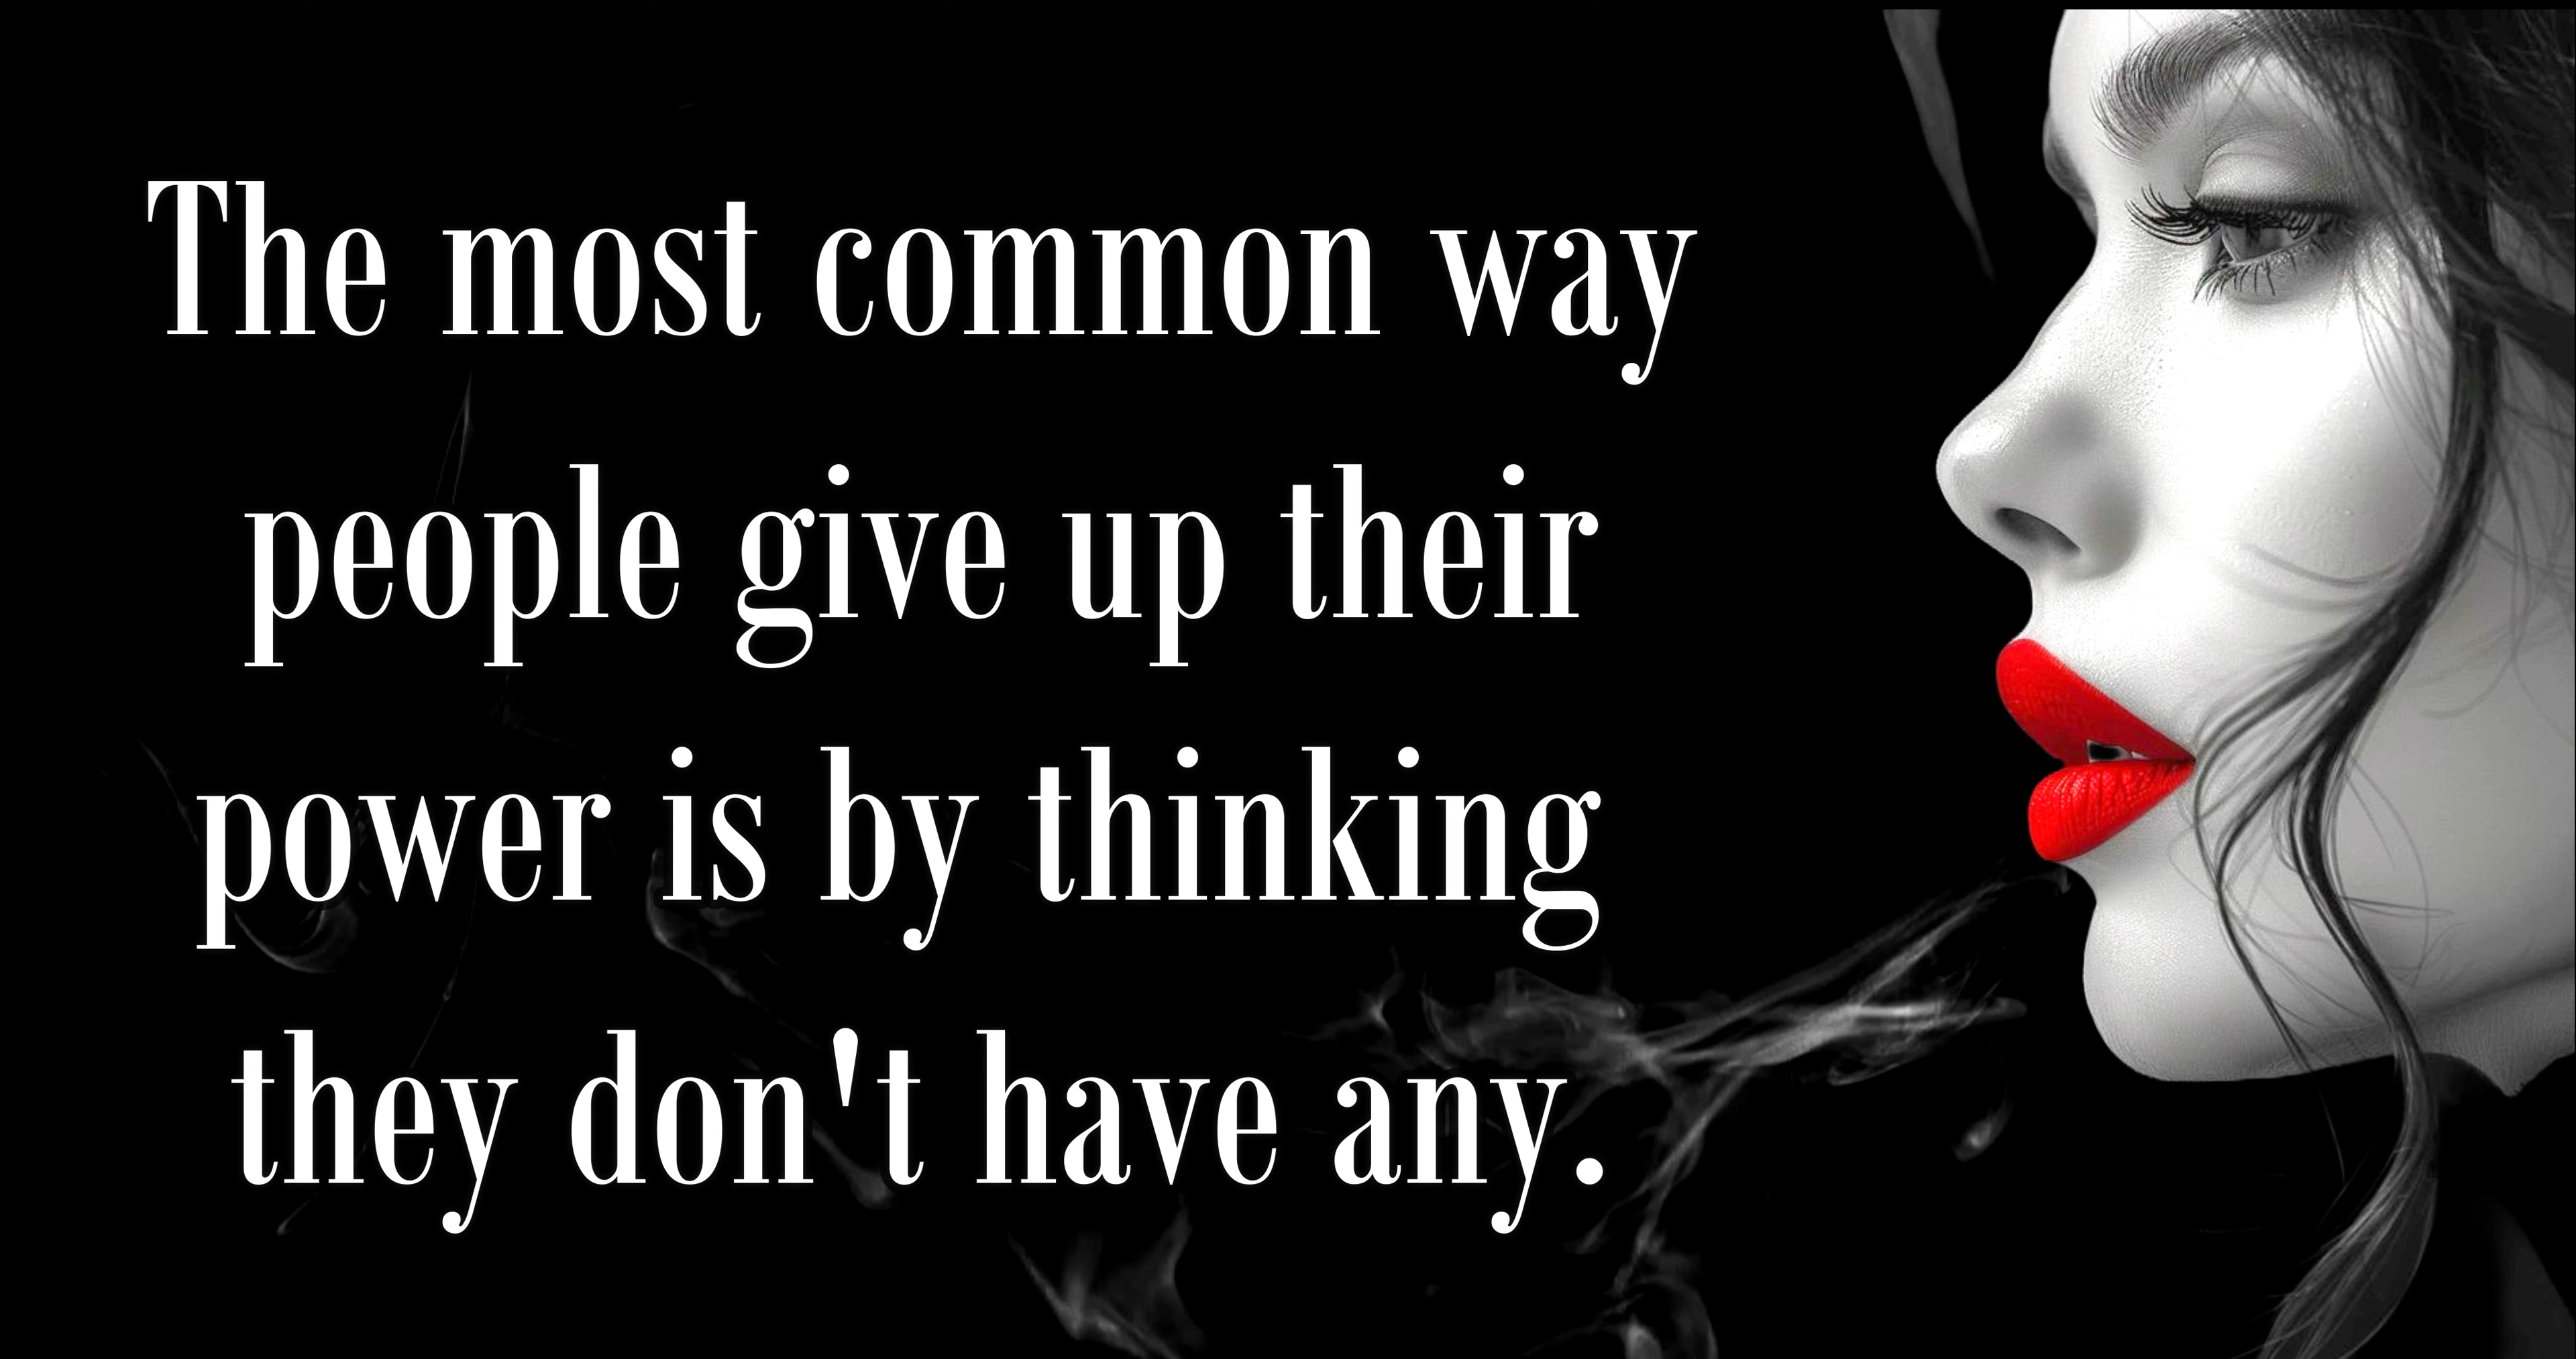 The most common way
people give up their
power is by thinking
they don't have any.